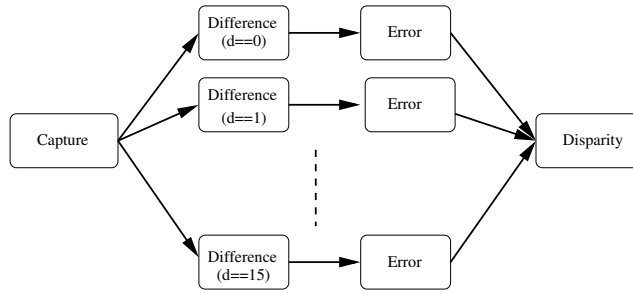 Difference
(d==0)
Error
Difference
(d==1)
Error
Capture
Disparity
Difference
(d==15)
Error